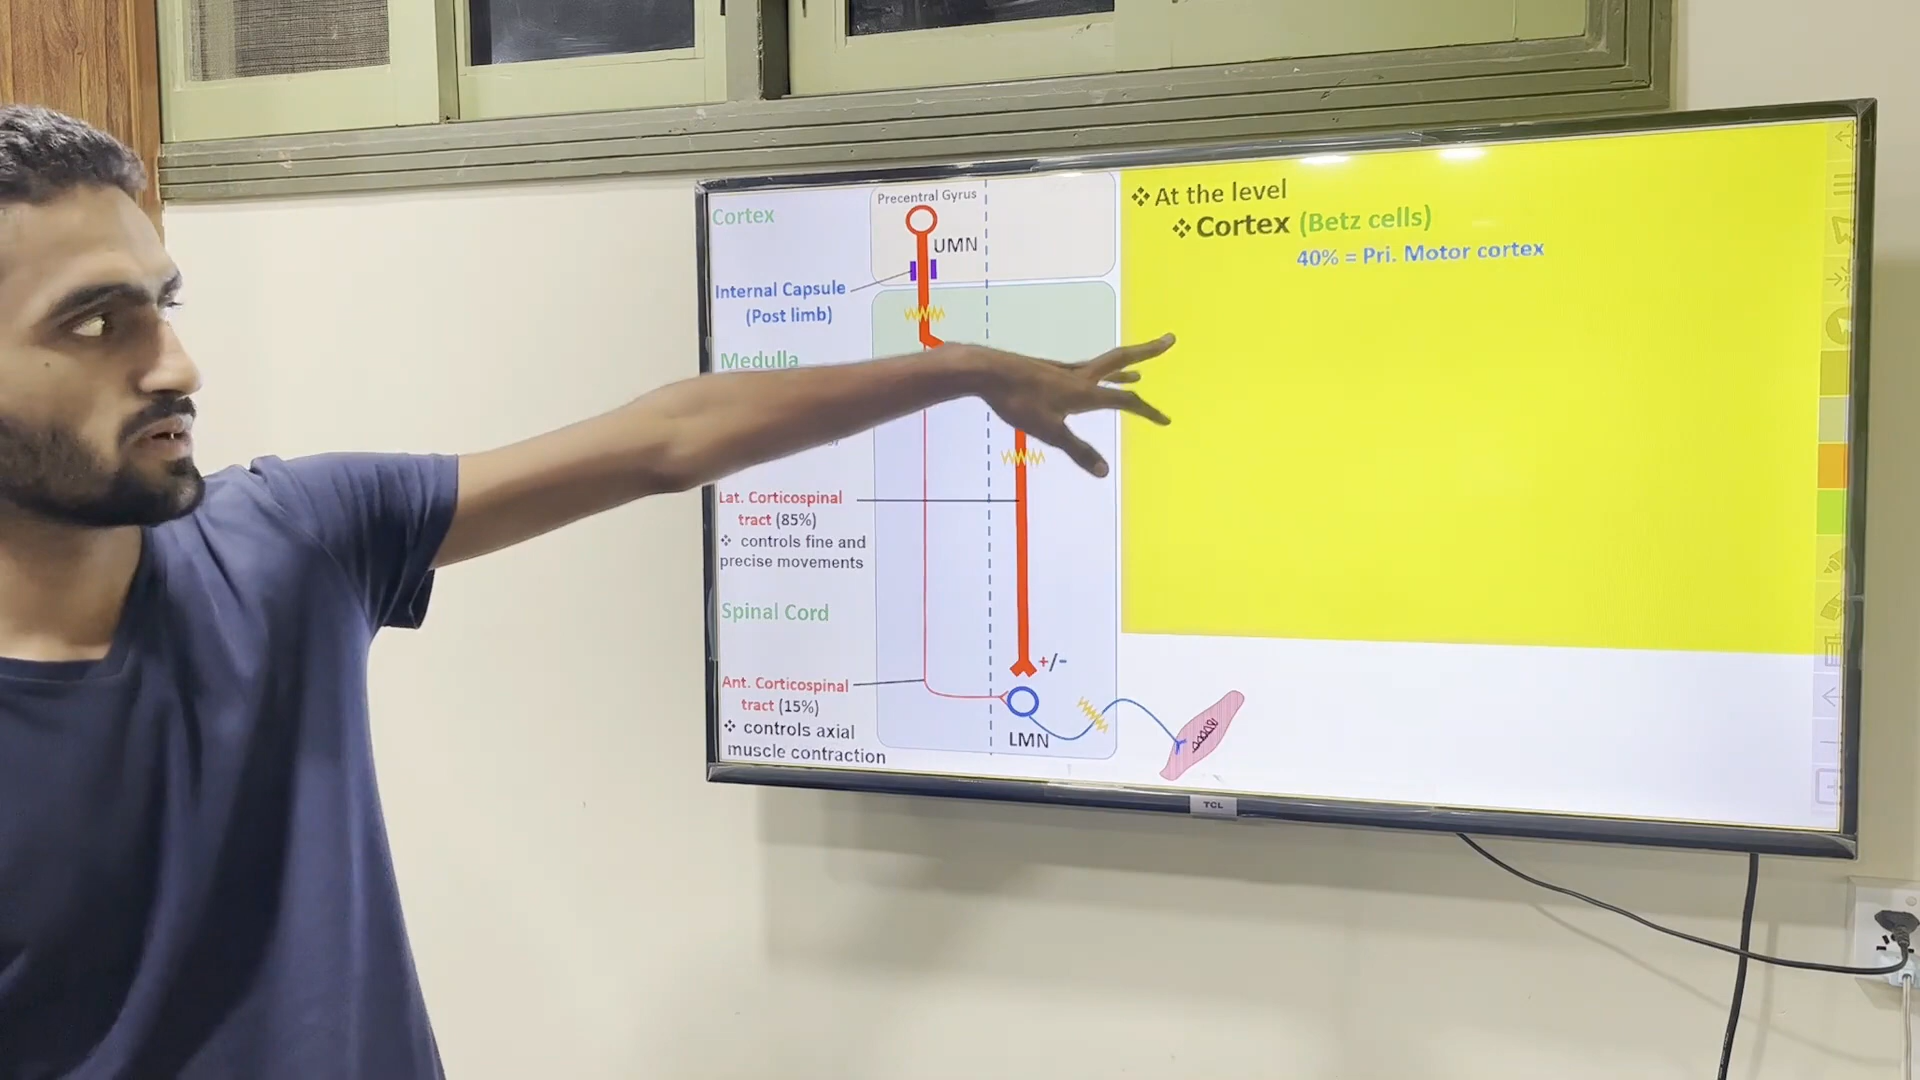 Cortex
Precentral Gyrus
UMN
Internal Capsule
(Post limb)
Medulla
Lat. Corticospinal
tract (85%)
❖ controls fine and
precise movements
Spinal Cord
+/-
Ant. Corticospinal
tract (15%)
❖ controls axial
muscle contraction
LMN
❖ At the level
❖ Cortex (Betz cells)
40% = Pri. Motor cortex
TCL